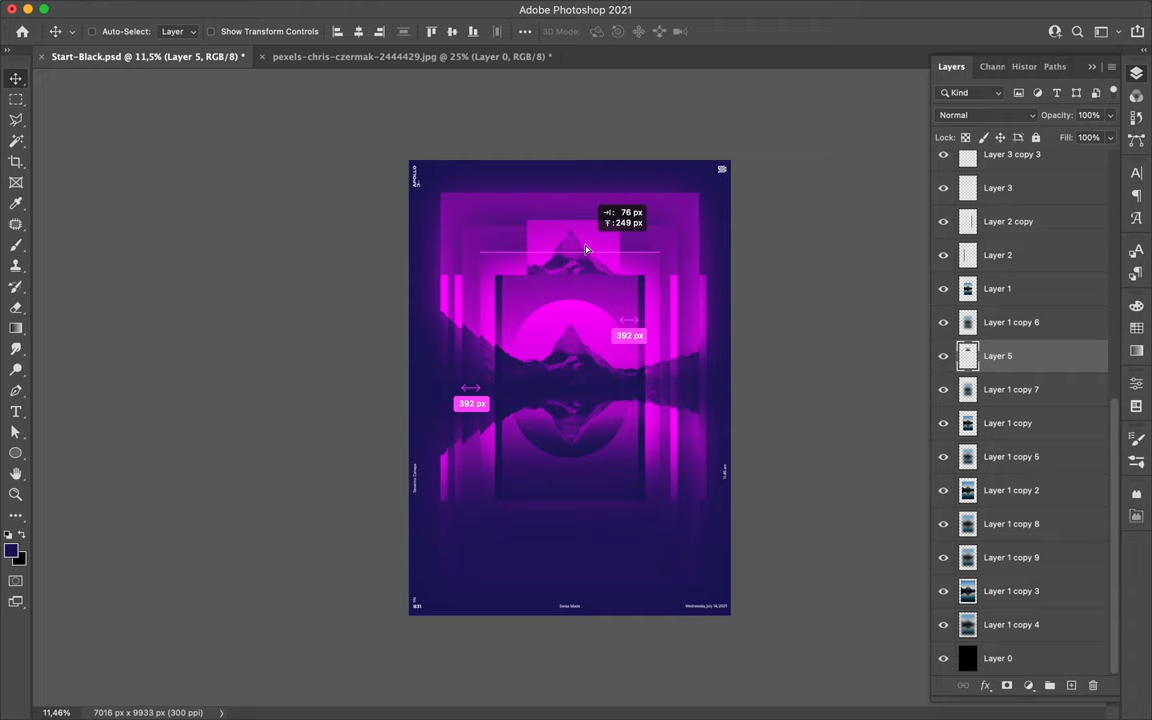 Adobe Photoshop 2021
Auto-Select:
Layer
Show Transform Controls
3D Mode:
Start-Black.psd @ 11,5% (Layer 5, RGB/8) *
pexels-chris-czermak-2444429.jpg @ 25% (Layer 0, RGB/8) *
Layers
Chann
Histor
Paths
Kind
Normal
Opacity:
100%
Lock:
Fill:
100%
Layer 3 copy 3
Layer 3
Layer 2 copy
Layer 2
Layer 1
Layer 1 copy 6
Layer 5
Layer 1 copy 7
Layer 1 copy
Layer 1 copy 5
Layer 1 copy 2
Layer 1 copy 8
Layer 1 copy 9
Layer 1 copy 3
Layer 1 copy 4
Layer 0
APOLLO
76 px
249 px
392 px
392 px
11:45 am
931
Swiss Made
Wednesday, July 14, 2021
11,46%
7016 px x 9933 px (300 ppi)